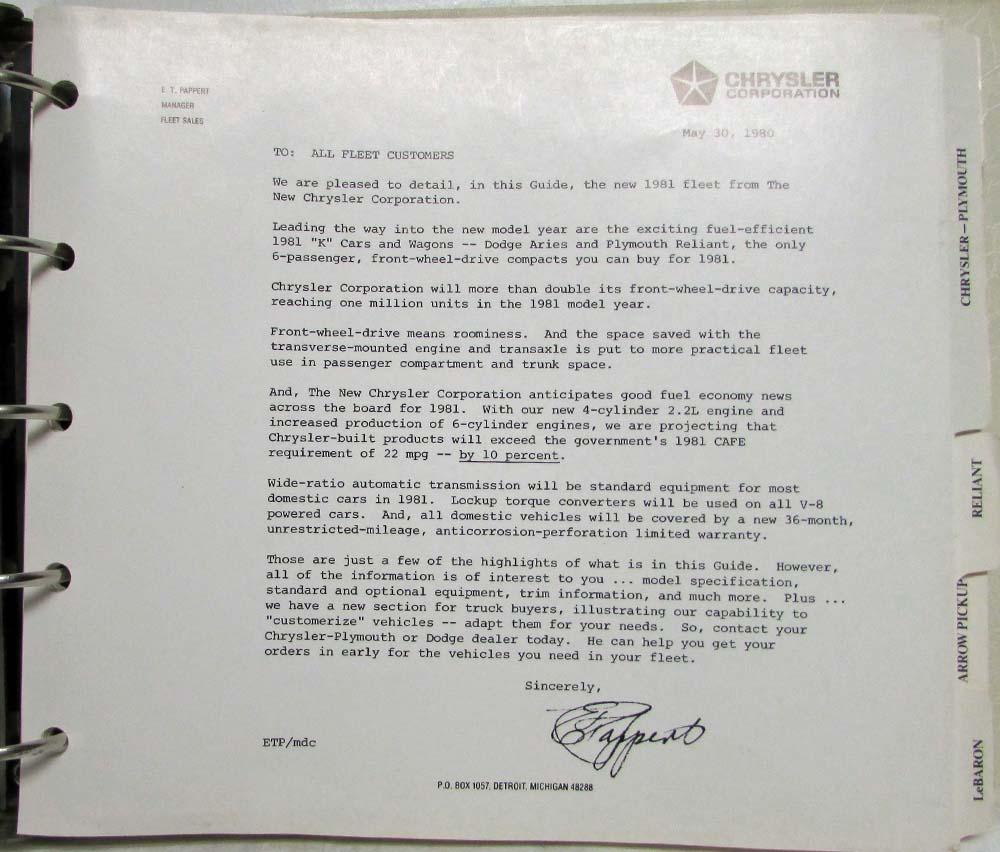 E. T. PAPPERT
MANAGER
FLEET SALES
CHRYSLER
CORPORATION
May 30, 1980
TO: ALL FLEET CUSTOMERS
We are pleased to detail, in this Guide, the new 1981 fleet from The
New Chrysler Corporation.
Leading the way into the new model year are the exciting fuel-efficient
1981 "K" Cars and Wagons -- Dodge Aries and Plymouth Reliant, the only
6-passenger, front-wheel-drive compacts you can buy for 1981.
Chrysler Corporation will more than double its front-wheel-drive capacity,
reaching one million units in the 1981 model year.
Front-wheel-drive means roominess. And the space saved with the
transverse-mounted engine and transaxle is put to more practical fleet
use in passenger compartment and trunk space.
And, The New Chrysler Corporation anticipates good fuel economy news
across the board for 1981. With our new 4-cylinder 2.2L engine and
increased production of 6-cylinder engines, we are projecting that
Chrysler-built products will exceed the government's 1981 CAFE
requirement of 22 mpg -- by 10 percent.
Wide-ratio automatic transmission will be standard equipment for most
domestic cars in 1981. Lockup torque converters will be used on all V-8
powered cars. And, all domestic vehicles will be covered by a new 36-month,
unrestricted-mileage, anticorrosion-perforation limited warranty.
Those are just a few of the highlights of what is in this Guide. However,
all of the information is of interest to you ... model specification,
standard and optional equipment, trim information, and much more. Plus ...
we have a new section for truck buyers, illustrating our capability to
"customerize" vehicles -- adapt them for your needs. So, contact your
Chrysler-Plymouth or Dodge dealer today. He can help you get your
orders in early for the vehicles you need in your fleet.
Sincerely,
ETPappert
ETP/mdc
P.O. BOX 1057, DETROIT, MICHIGAN 48288
CHRYSLER-PLYMOUTH
RELIANT
ARROW PICKUP
LeBARON